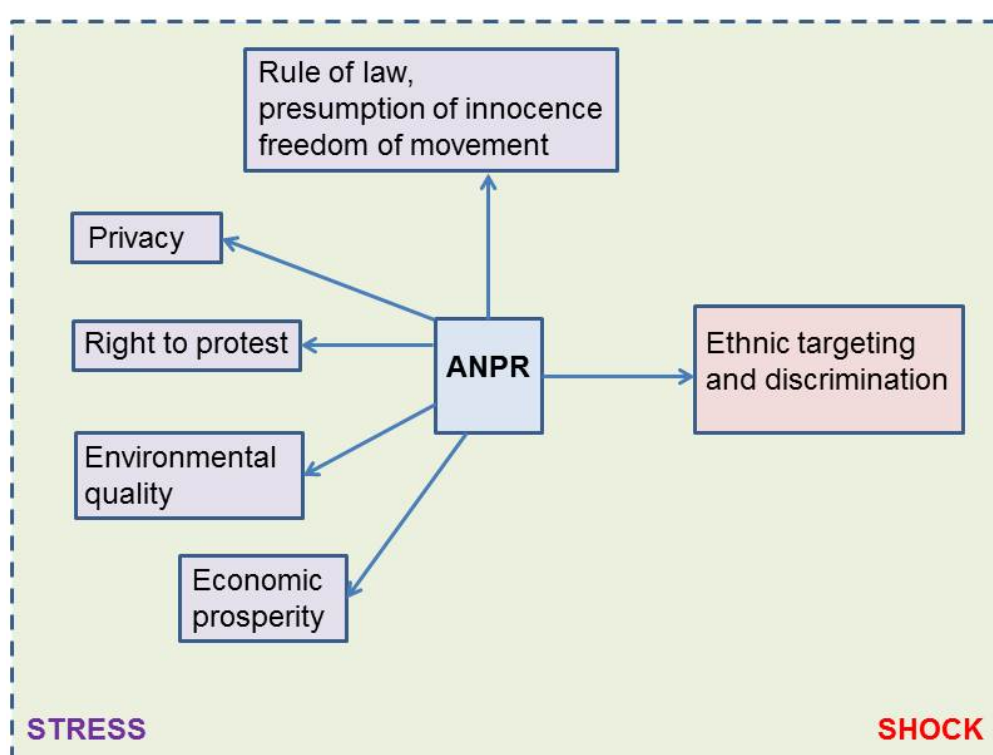 Rule of law,
presumption of innocence
freedom of movement
Privacy
Right to protest
ANPR
Ethnic targeting
and discrimination
Environmental
quality
Economic
prosperity
STRESS
SHOCK